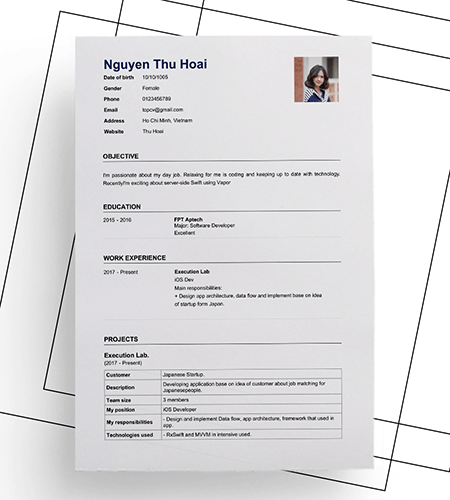 Nguyen Thu Hoai
Date of birth 10/10/1065
Gender Female
Phone 0123456789
Email topcv@gmail.com
Address Ho Chi Minh, Vietnam
Website Thu Hoai
OBJECTIVE
I'm passionate about my day job. Relaxing for me is coding and keeping up to date with technology.
Recently I'm exciting about server-side Swift using Vapor
EDUCATION
2015 - 2016 FPT Aptech
Major: Software Developer
Excellent
WORK EXPERIENCE
2017 - Present Execution Lab
iOS Dev
Main responsibilities:
+ Design app architecture, data flow and implement base on idea
of startup form Japan.
PROJECTS
Execution Lab.
(2017 - Present)
Customer Japanese Startup.
Description Developing application base on idea of customer about job matching for
Japanesepeople.
Team size 3 members
My position iOS Developer
My responsibilities - Design and implement Data flow, app architecture, framework that used in
app.
Technologies used - RxSwift and MVVM in intensive used.